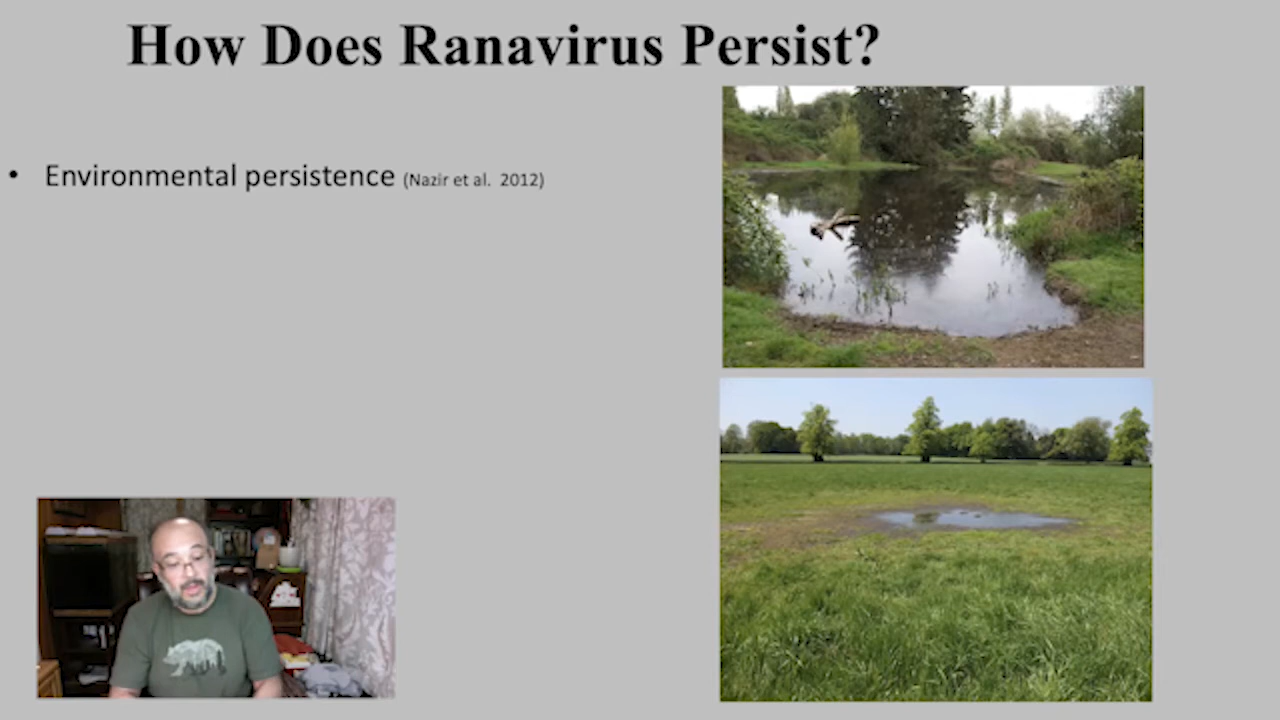 How Does Ranavirus Persist?
• Environmental persistence (Nazir et al. 2012)